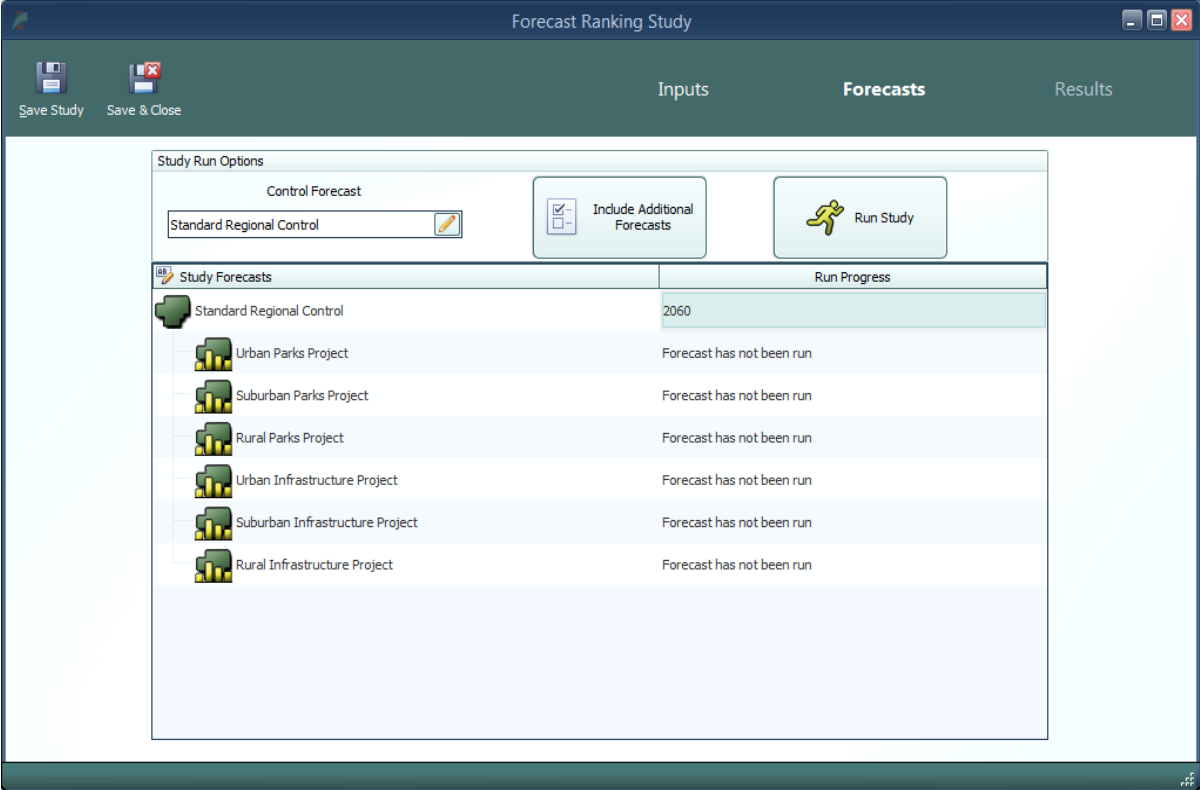 Forecast Ranking Study
Save Study
Save & Close
Inputs
Forecasts
Results
Study Run Options
Control Forecast
Standard Regional Control
Include Additional
Forecasts
Run Study
Study Forecasts
Run Progress
Standard Regional Control
2060
Urban Parks Project
Forecast has not been run
Suburban Parks Project
Forecast has not been run
Rural Parks Project
Forecast has not been run
Urban Infrastructure Project
Forecast has not been run
Suburban Infrastructure Project
Forecast has not been run
Rural Infrastructure Project
Forecast has not been run